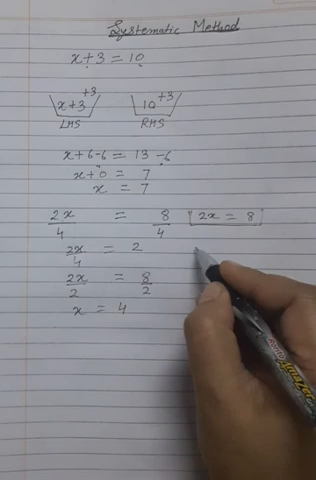 Systematic Method
x+3 = 10
x+3 +3 10 +3
LHS RHS
x+6-6 = 13 -6
x+0 = 7
x = 7
2x/4 = 8/4 2x = 8
2x/4 = 2
2x/2 = 8/2
x = 4